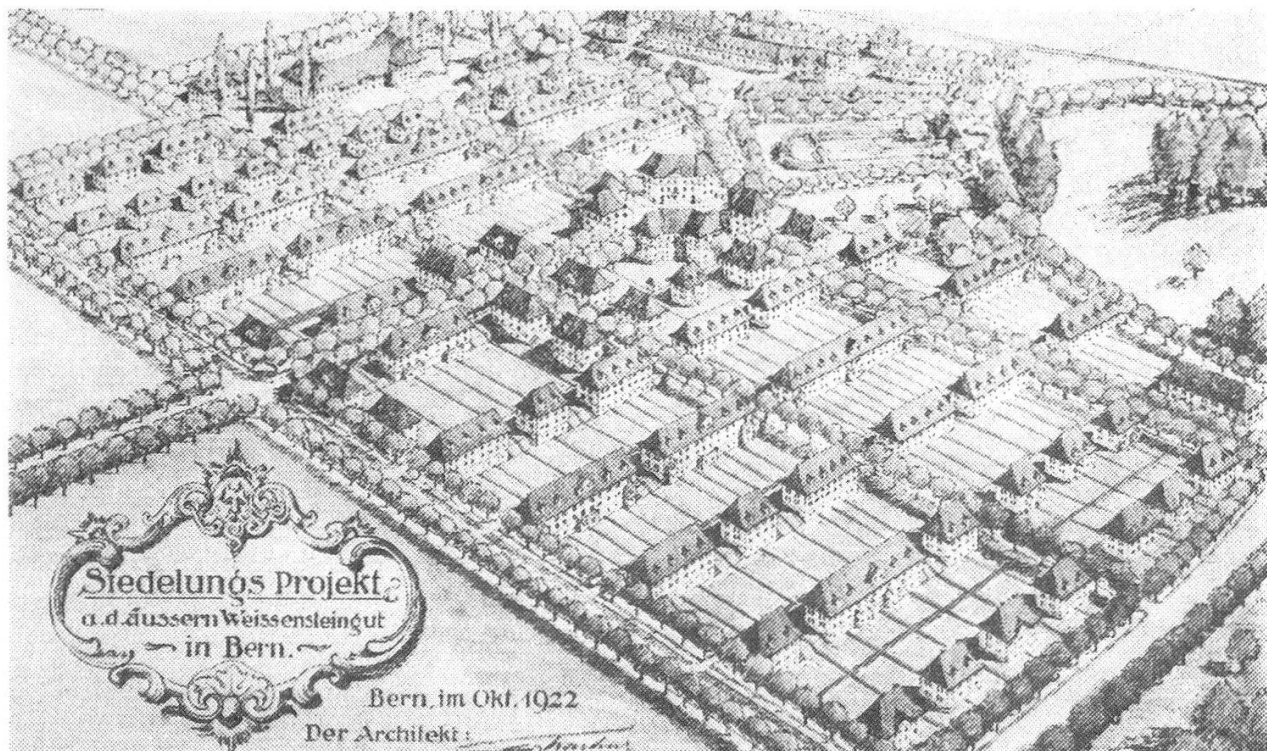 Siedelungs Projekt
a.d. äussern Weissensteingut
in Bern.
Bern, im Okt. 1922
Der Architekt: